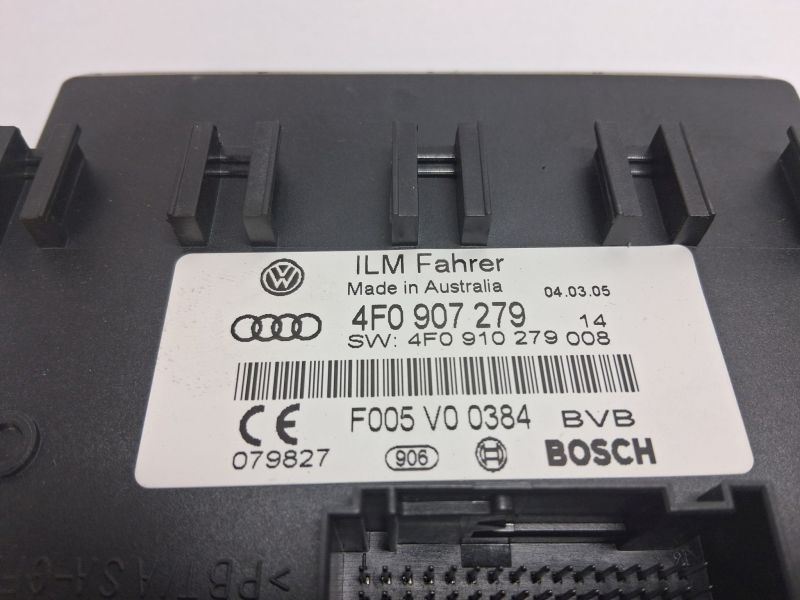 ILM Fahrer
Made in Australia 04.03.05
4F0 907 279 14
SW: 4F0 910 279 008
CE F005 V0 0384 BVB
079827 906 BOSCH